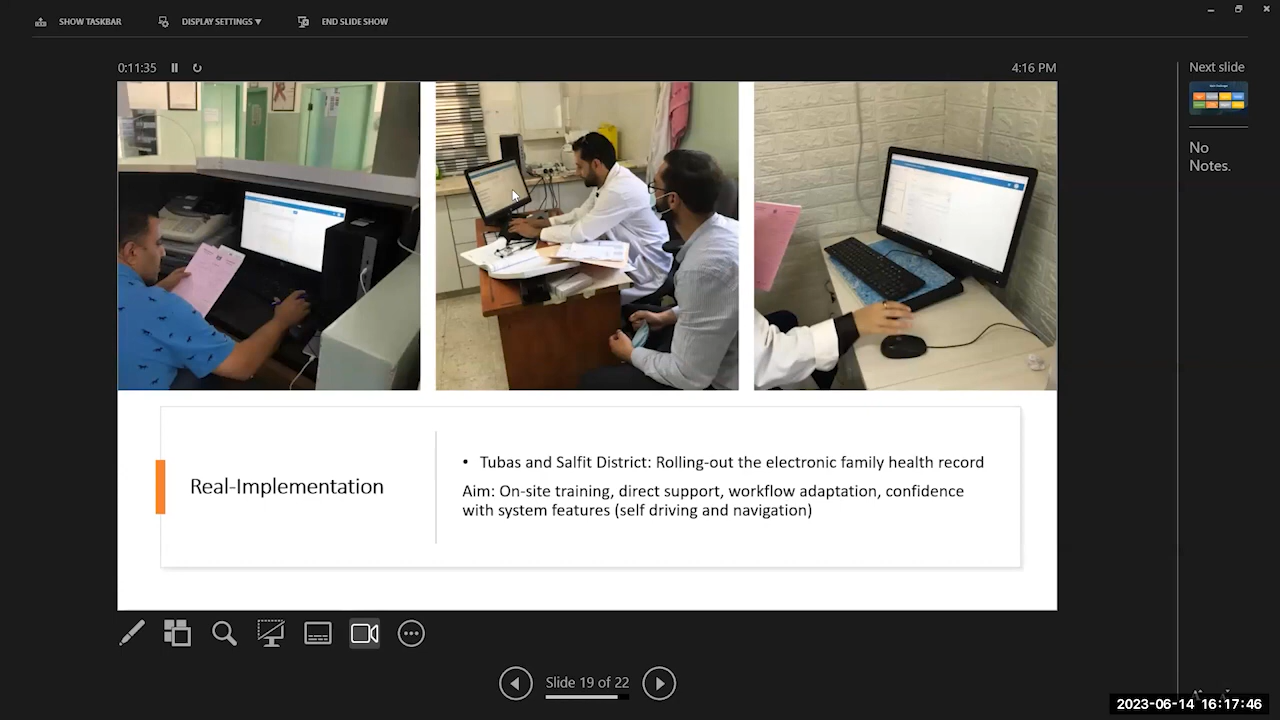 SHOW TASKBAR
DISPLAY SETTINGS ▼
END SLIDE SHOW
0:11:35
4:16 PM
Next slide
No
Notes.
Real-Implementation
• Tubas and Salfit District: Rolling-out the electronic family health record
Aim: On-site training, direct support, workflow adaptation, confidence
with system features (self driving and navigation)
Slide 19 of 22
2023-06-14 16:17:46